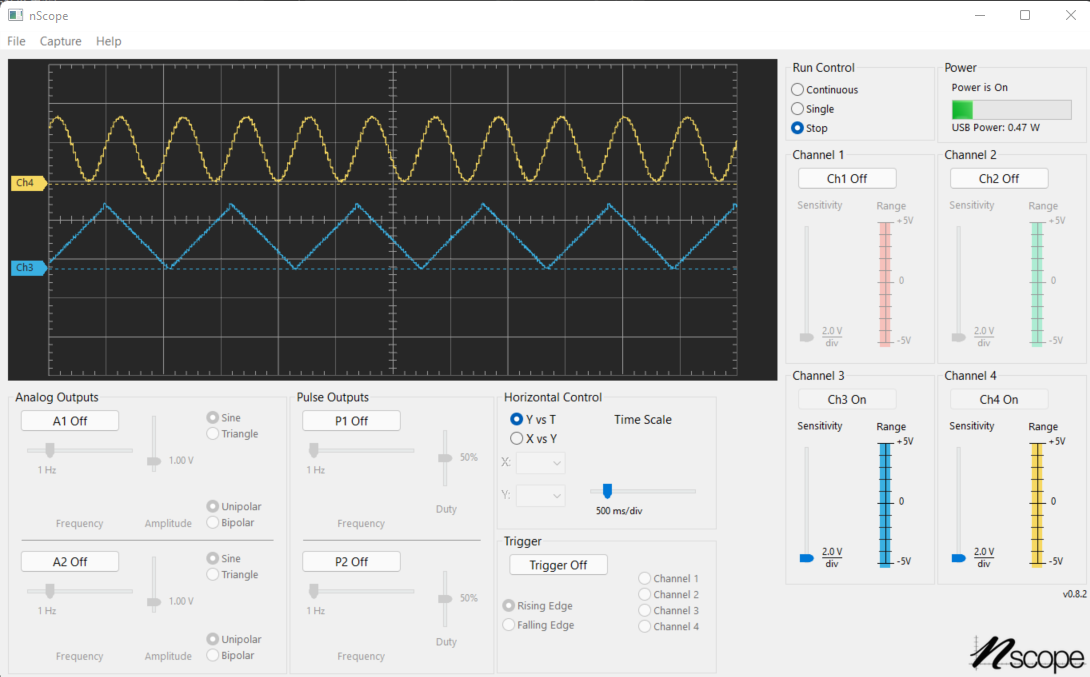 nScope
File Capture Help
Ch4
Ch3
Run Control
Continuous
Single
Stop
Power
Power is On
USB Power: 0.47 W
Channel 1
Ch1 Off
Sensitivity
Range
+5V
0
-5V
2.0 V
div
Channel 2
Ch2 Off
Sensitivity
Range
+5V
0
-5V
2.0 V
div
Channel 3
Ch3 On
Sensitivity
Range
+5V
0
-5V
2.0 V
div
Channel 4
Ch4 On
Sensitivity
Range
+5V
0
-5V
2.0 V
div
Analog Outputs
A1 Off
1 Hz
1.00 V
Sine
Triangle
Unipolar
Bipolar
Frequency
Amplitude
A2 Off
1 Hz
1.00 V
Sine
Triangle
Unipolar
Bipolar
Frequency
Amplitude
Pulse Outputs
P1 Off
1 Hz
50%
Duty
Frequency
P2 Off
1 Hz
50%
Duty
Frequency
Horizontal Control
Y vs T
X vs Y
X:
Y:
Time Scale
500 ms/div
Trigger
Trigger Off
Rising Edge
Falling Edge
Channel 1
Channel 2
Channel 3
Channel 4
v0.8.2
nscope